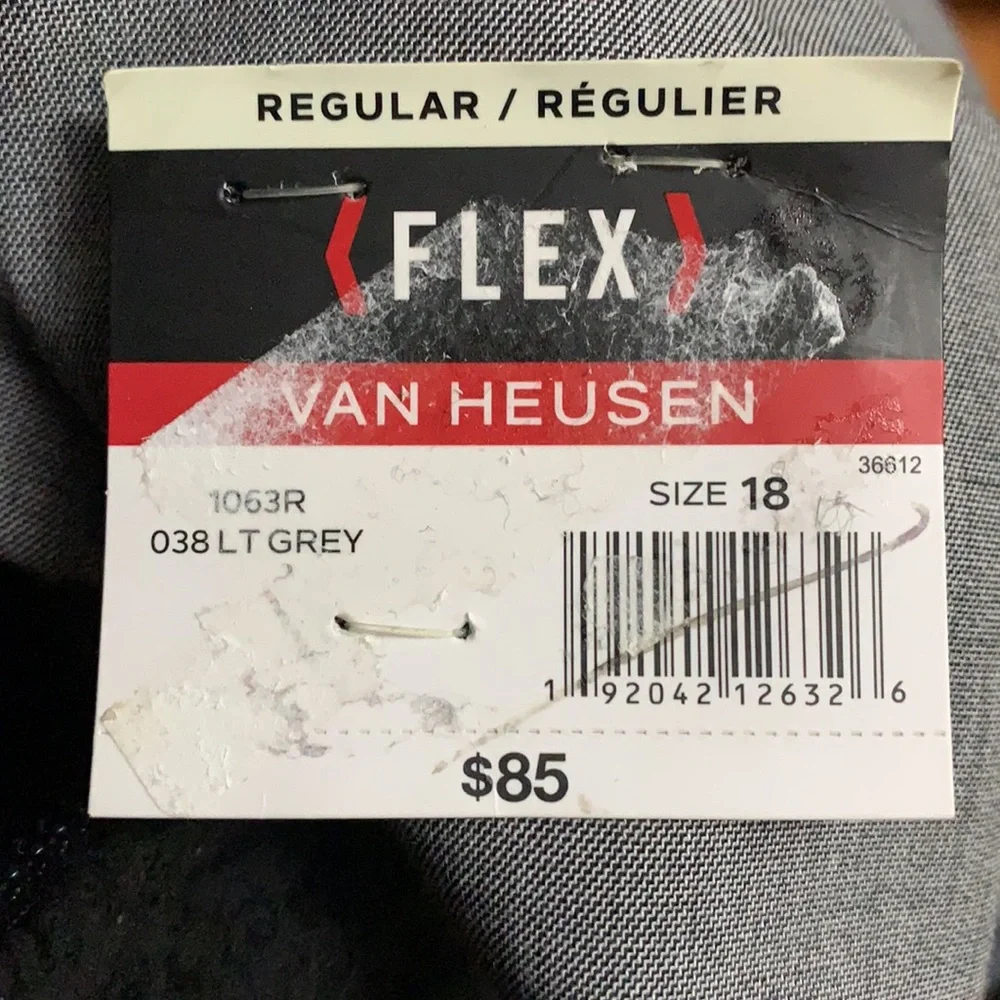 REGULAR / RÉGULIER
FLEX
VAN HEUSEN
36612
1063R
SIZE 18
038 LT GREY
1 92042 12632 6
$85